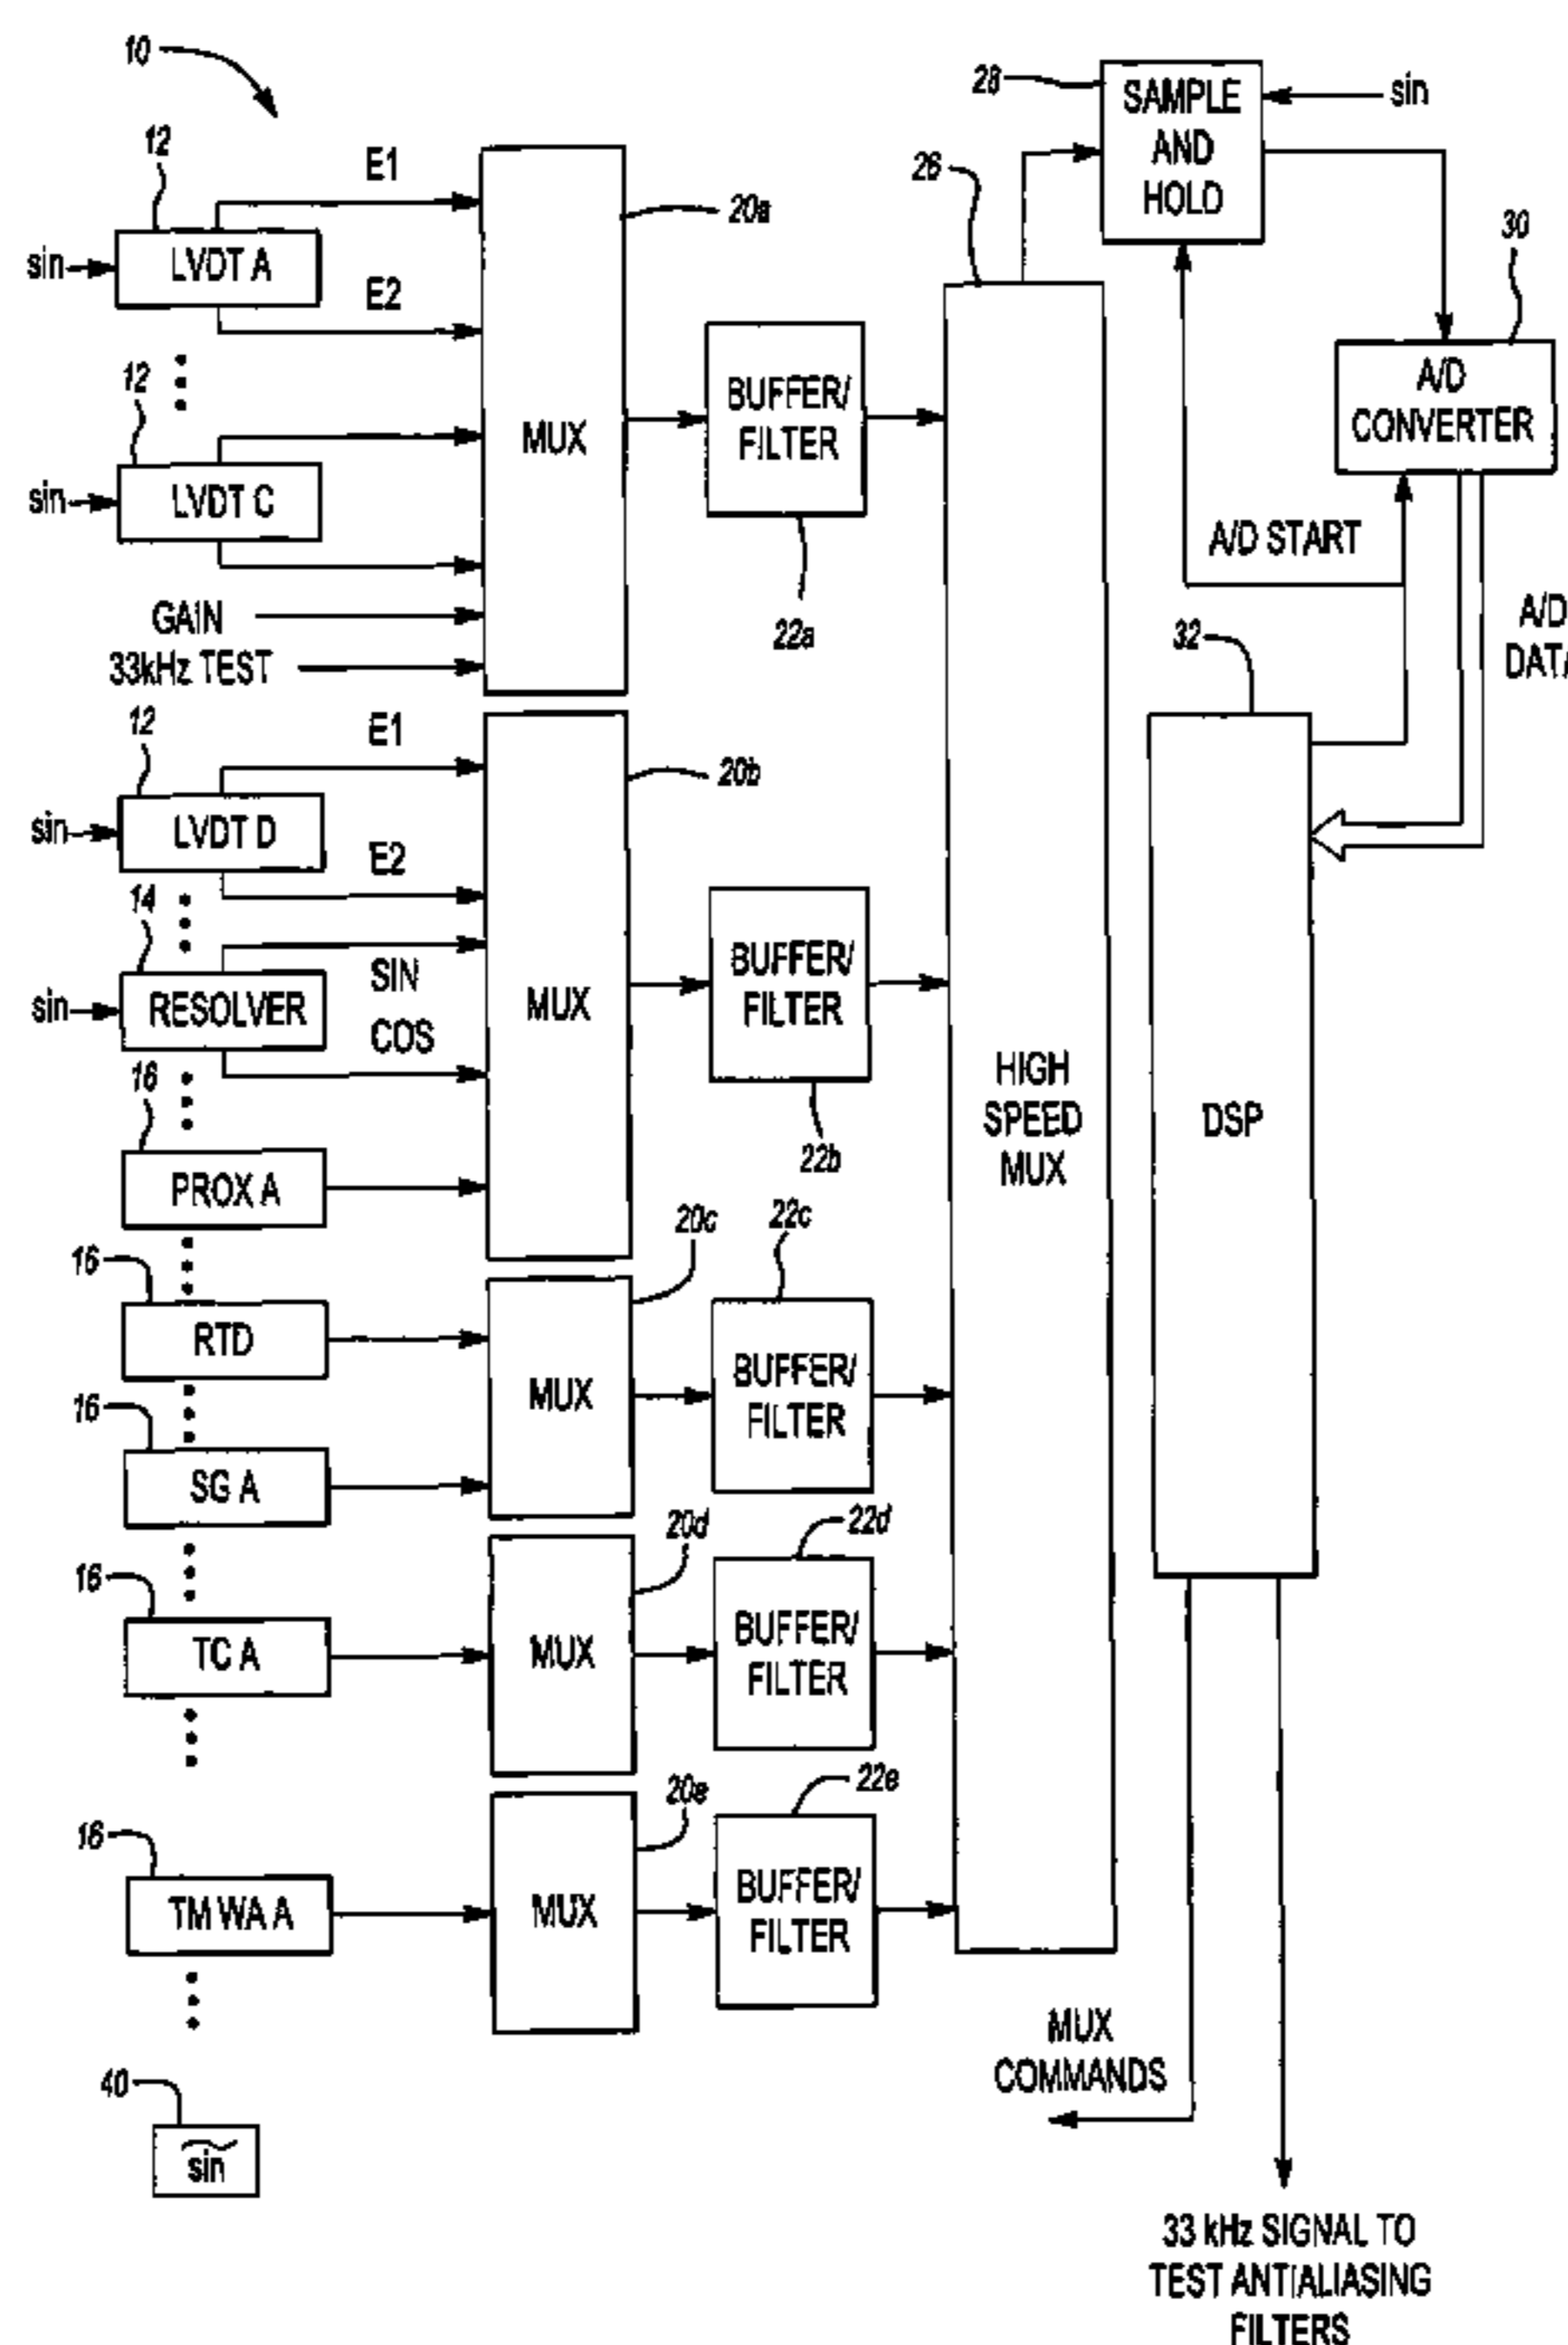 10
12
E1
LVDT A
sin
E2
20a
12
LVDT C
sin
MUX
BUFFER/
FILTER
22a
GAIN
33kHz TEST
26
28
SAMPLE
AND
HOLD
sin
30
A/D
CONVERTER
A/D START
A/D
DATA
32
12
E1
LVDT D
sin
E2
20b
14
RESOLVER
sin
SIN
COS
MUX
BUFFER/
FILTER
22b
16
PROX A
HIGH
SPEED
MUX
DSP
16
RTD
20c
22c
MUX
BUFFER/
FILTER
16
SG A
20d
22d
16
TC A
MUX
BUFFER/
FILTER
20e
22e
16
TM WA A
MUX
BUFFER/
FILTER
MUX
COMMANDS
40
sin
33 kHz SIGNAL TO
TEST ANTIALIASING
FILTERS